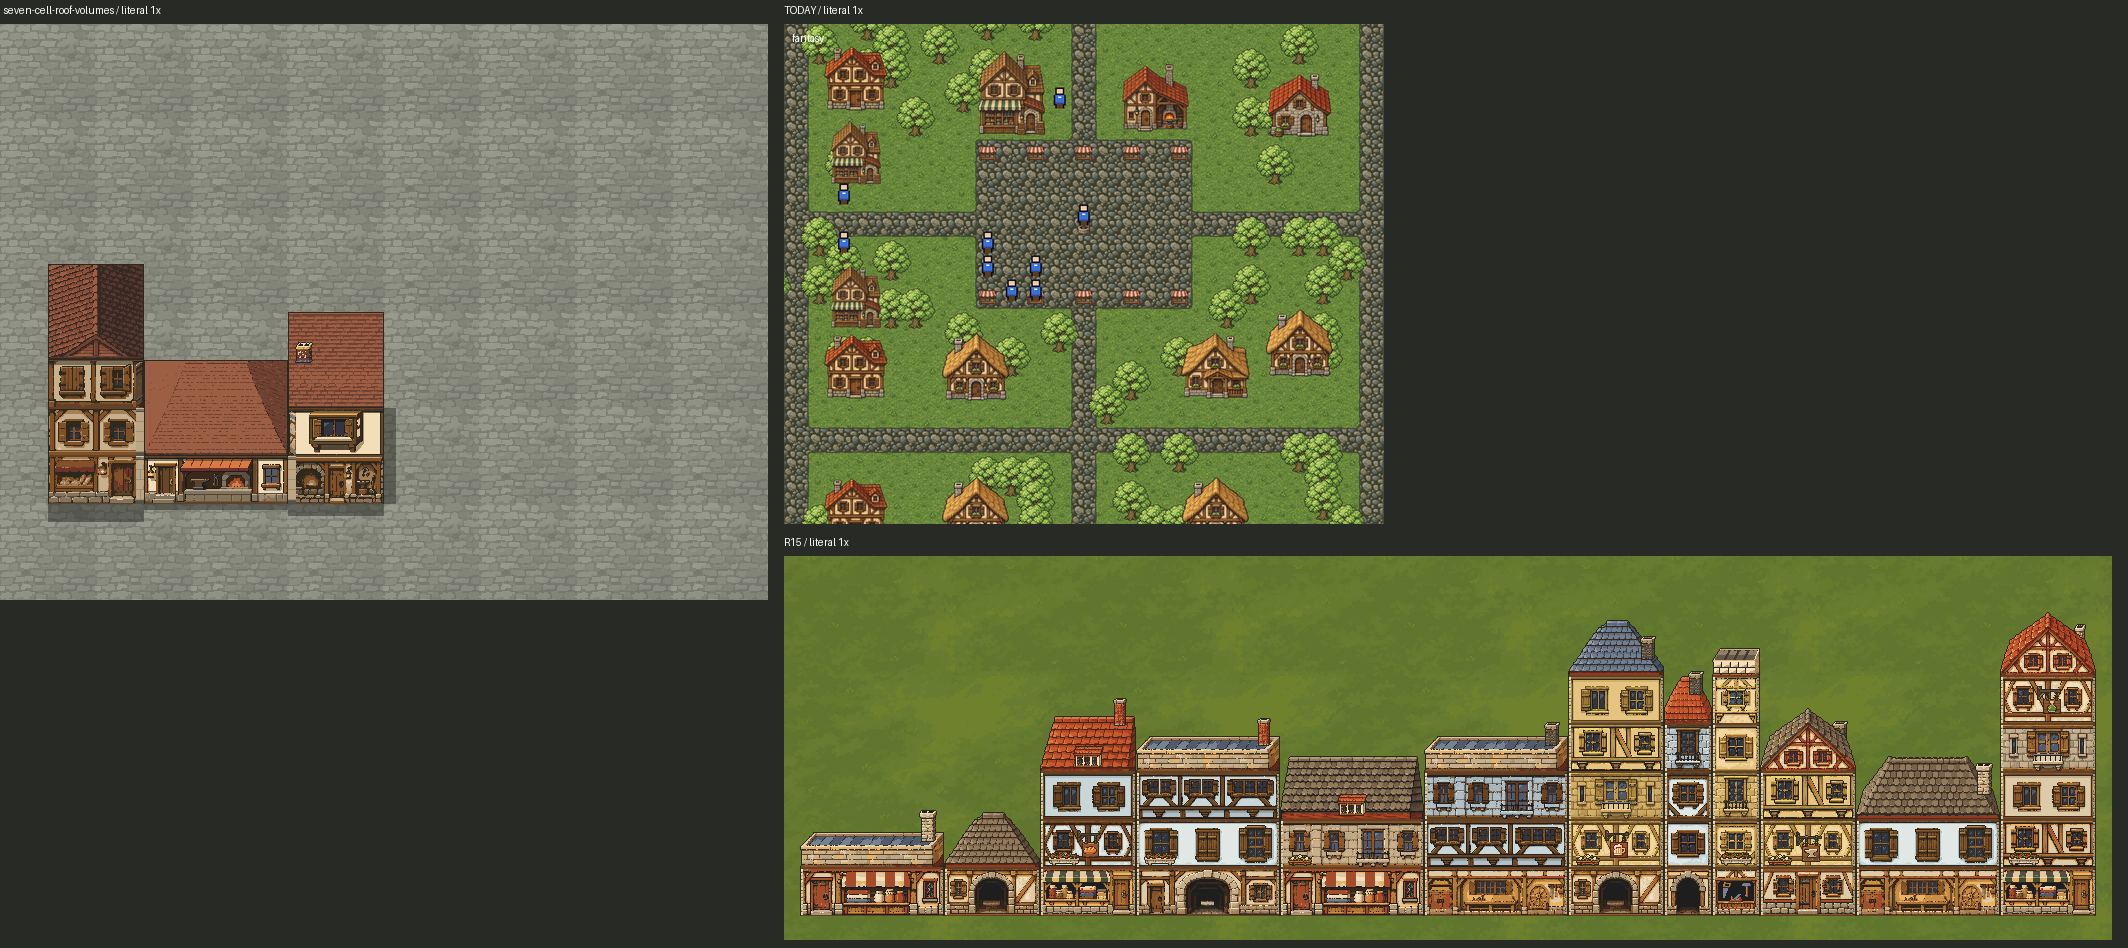 seven-cell-roof-volumes / literal 1x
TODAY / literal 1x
fantasy
R15 / literal 1x